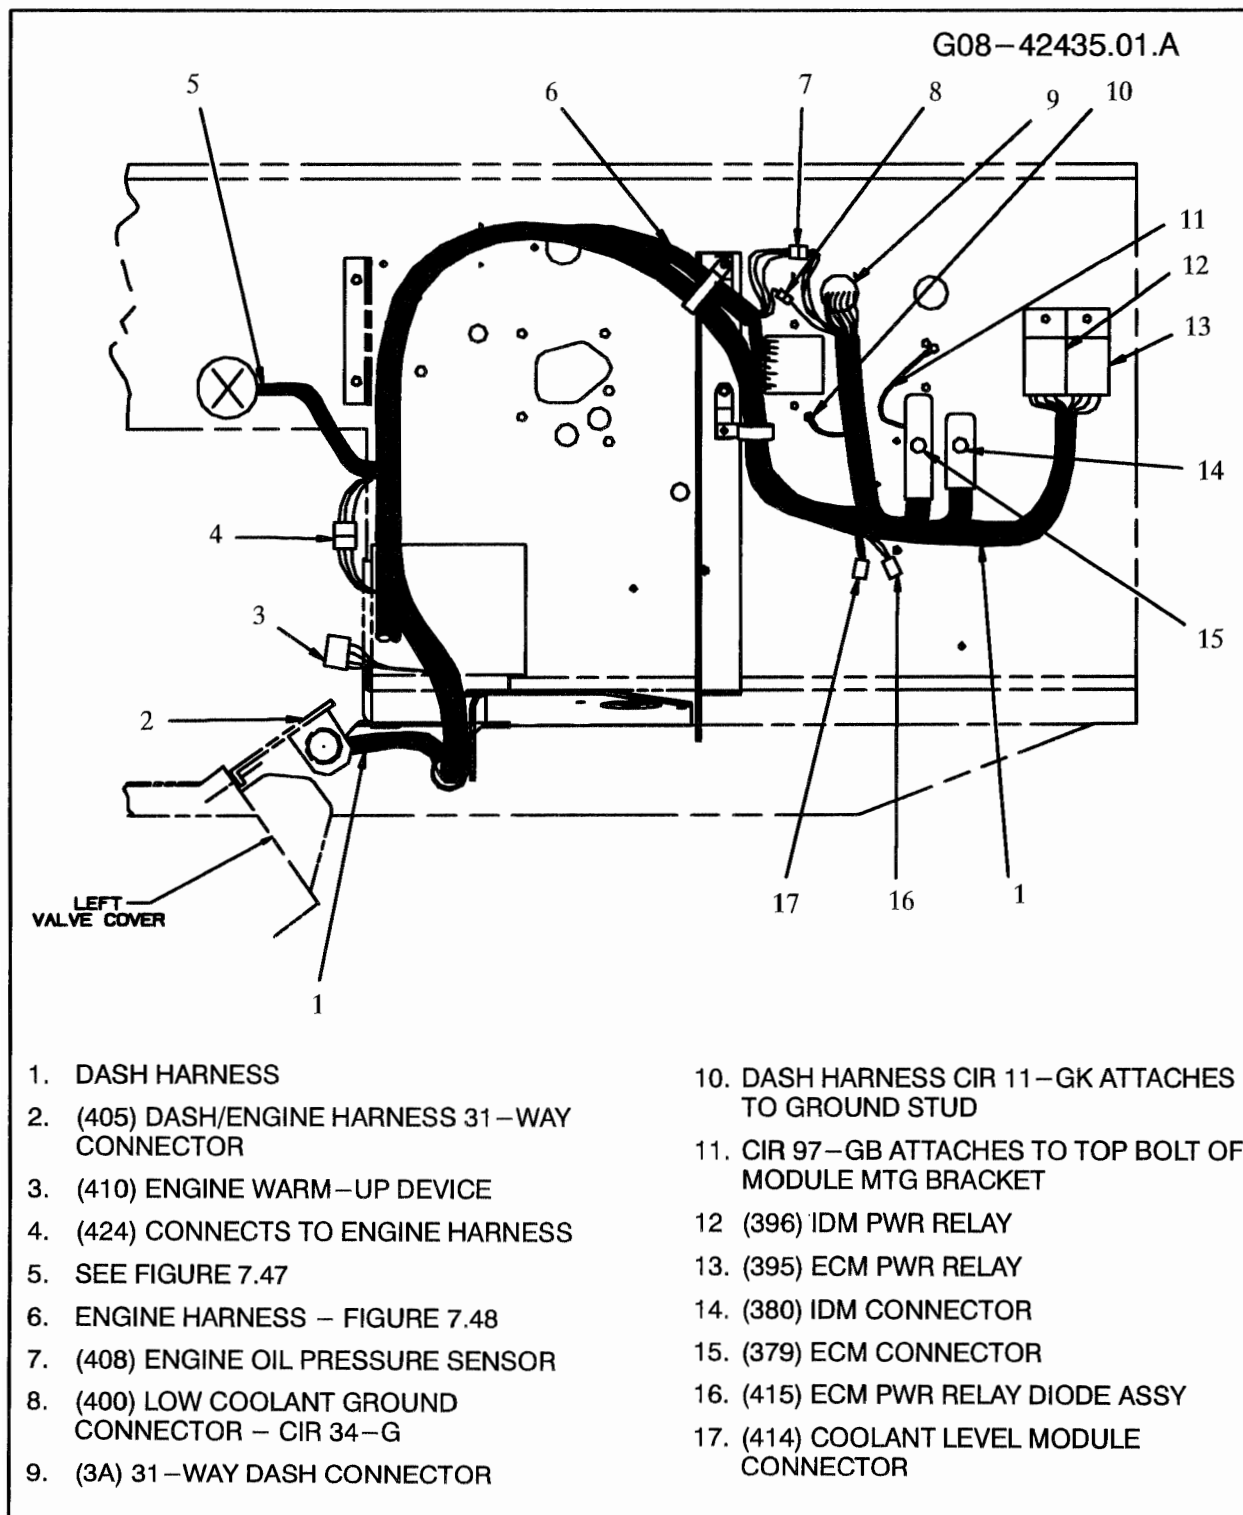 G08-42435.01.A
5
6
7
8
9
10
11
12
13
14
15
4
3
2
17
16
1
LEFT
VALVE COVER
1
1. DASH HARNESS
2. (405) DASH/ENGINE HARNESS 31-WAY
CONNECTOR
3. (410) ENGINE WARM-UP DEVICE
4. (424) CONNECTS TO ENGINE HARNESS
5. SEE FIGURE 7.47
6. ENGINE HARNESS - FIGURE 7.48
7. (408) ENGINE OIL PRESSURE SENSOR
8. (400) LOW COOLANT GROUND
CONNECTOR - CIR 34-G
9. (3A) 31-WAY DASH CONNECTOR
10. DASH HARNESS CIR 11-GK ATTACHES
TO GROUND STUD
11. CIR 97-GB ATTACHES TO TOP BOLT OF
MODULE MTG BRACKET
12 (396) IDM PWR RELAY
13. (395) ECM PWR RELAY
14. (380) IDM CONNECTOR
15. (379) ECM CONNECTOR
16. (415) ECM PWR RELAY DIODE ASSY
17. (414) COOLANT LEVEL MODULE
CONNECTOR